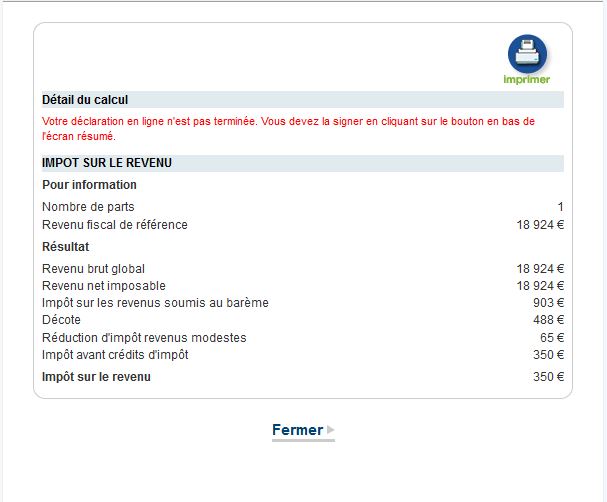 imprimer
Détail du calcul
Votre déclaration en ligne n'est pas terminée. Vous devez la signer en cliquant sur le bouton en bas de
l'écran résumé.
IMPOT SUR LE REVENU
Pour information
Nombre de parts 1
Revenu fiscal de référence 18 924 €
Résultat
Revenu brut global 18 924 €
Revenu net imposable 18 924 €
Impôt sur les revenus soumis au barème 903 €
Décote 488 €
Réduction d'impôt revenus modestes 65 €
Impôt avant crédits d'impôt 350 €
Impôt sur le revenu 350 €
Fermer